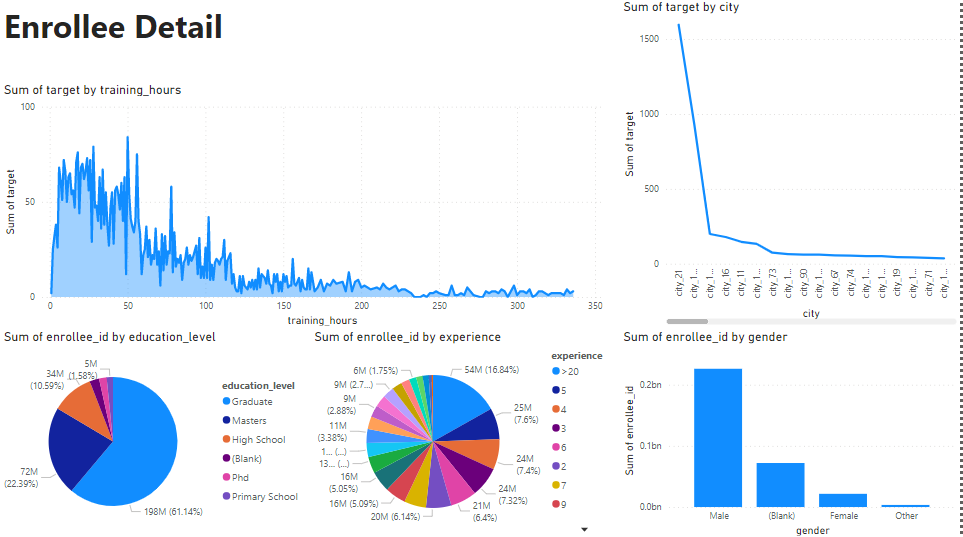 Enrollee Detail
Sum of target by training_hours
100
50
0
Sum of target
0
50
100
150
200
250
300
350
training_hours
Sum of target by city
1500
1000
500
0
Sum of target
city_21
city_1...
city_1...
city_16
city_11
city_1...
city_73
city_1...
city_90
city_1...
city_67
city_74
city_1...
city_1...
city_19
city_1...
city_71
city_1...
city
Sum of enrollee_id by education_level
5M
(1.58%)
34M
(10.59%)
72M
(22.39%)
198M (61.14%)
education_level
Graduate
Masters
High School
(Blank)
Phd
Primary School
Sum of enrollee_id by experience
6M (1.75%)
9M (2.7...)
9M
(2.88%)
11M
(3.38%)
1... (...)
13... (...)
16M
(5.05%)
16M (5.09%)
20M (6.14%)
21M
(6.4%)
24M
(7.32%)
24M
(7.4%)
25M
(7.6%)
54M (16.84%)
experience
>20
5
4
3
6
2
7
9
Sum of enrollee_id by gender
0.2bn
0.1bn
0.0bn
Sum of enrollee_id
Male
(Blank)
Female
Other
gender